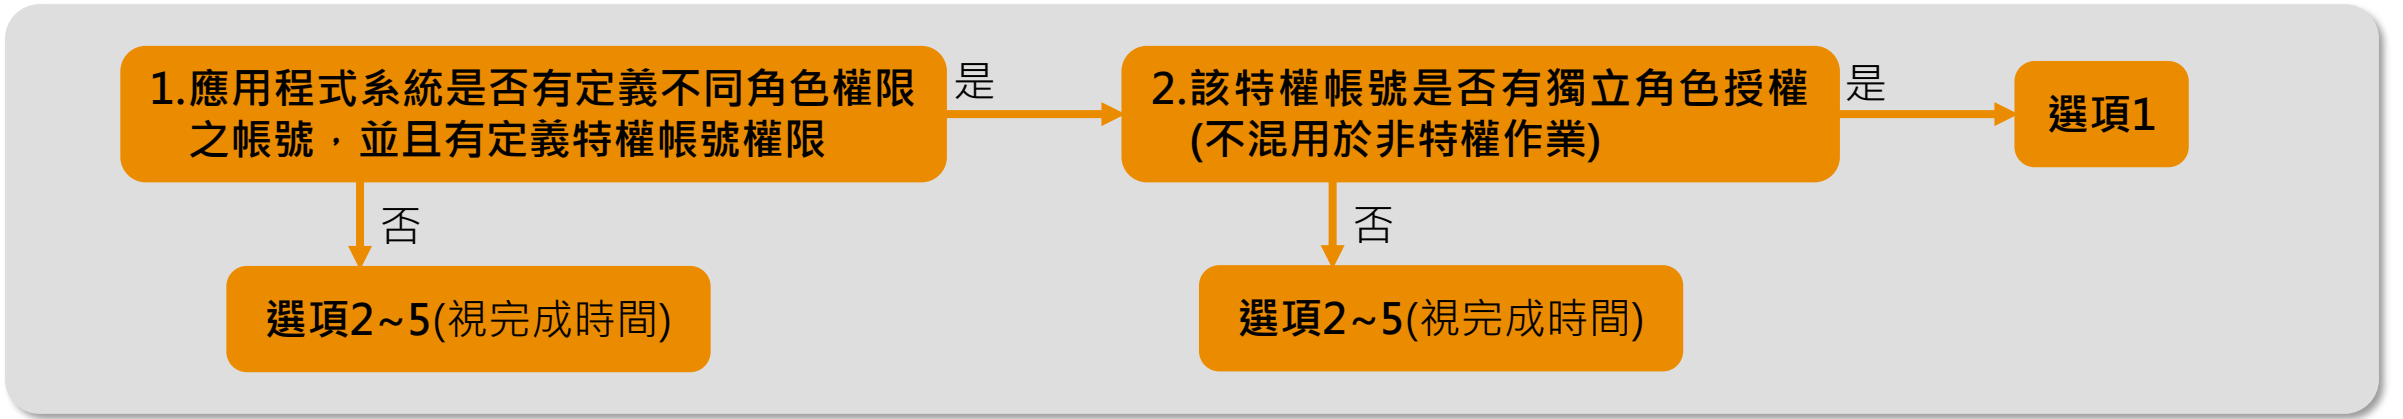 1.應用程式系統是否有定義不同角色權限
之帳號，並且有定義特權帳號權限
是
2.該特權帳號是否有獨立角色授權
(不混用於非特權作業)
是
選項1
否
否
選項2~5(視完成時間)
選項2~5(視完成時間)